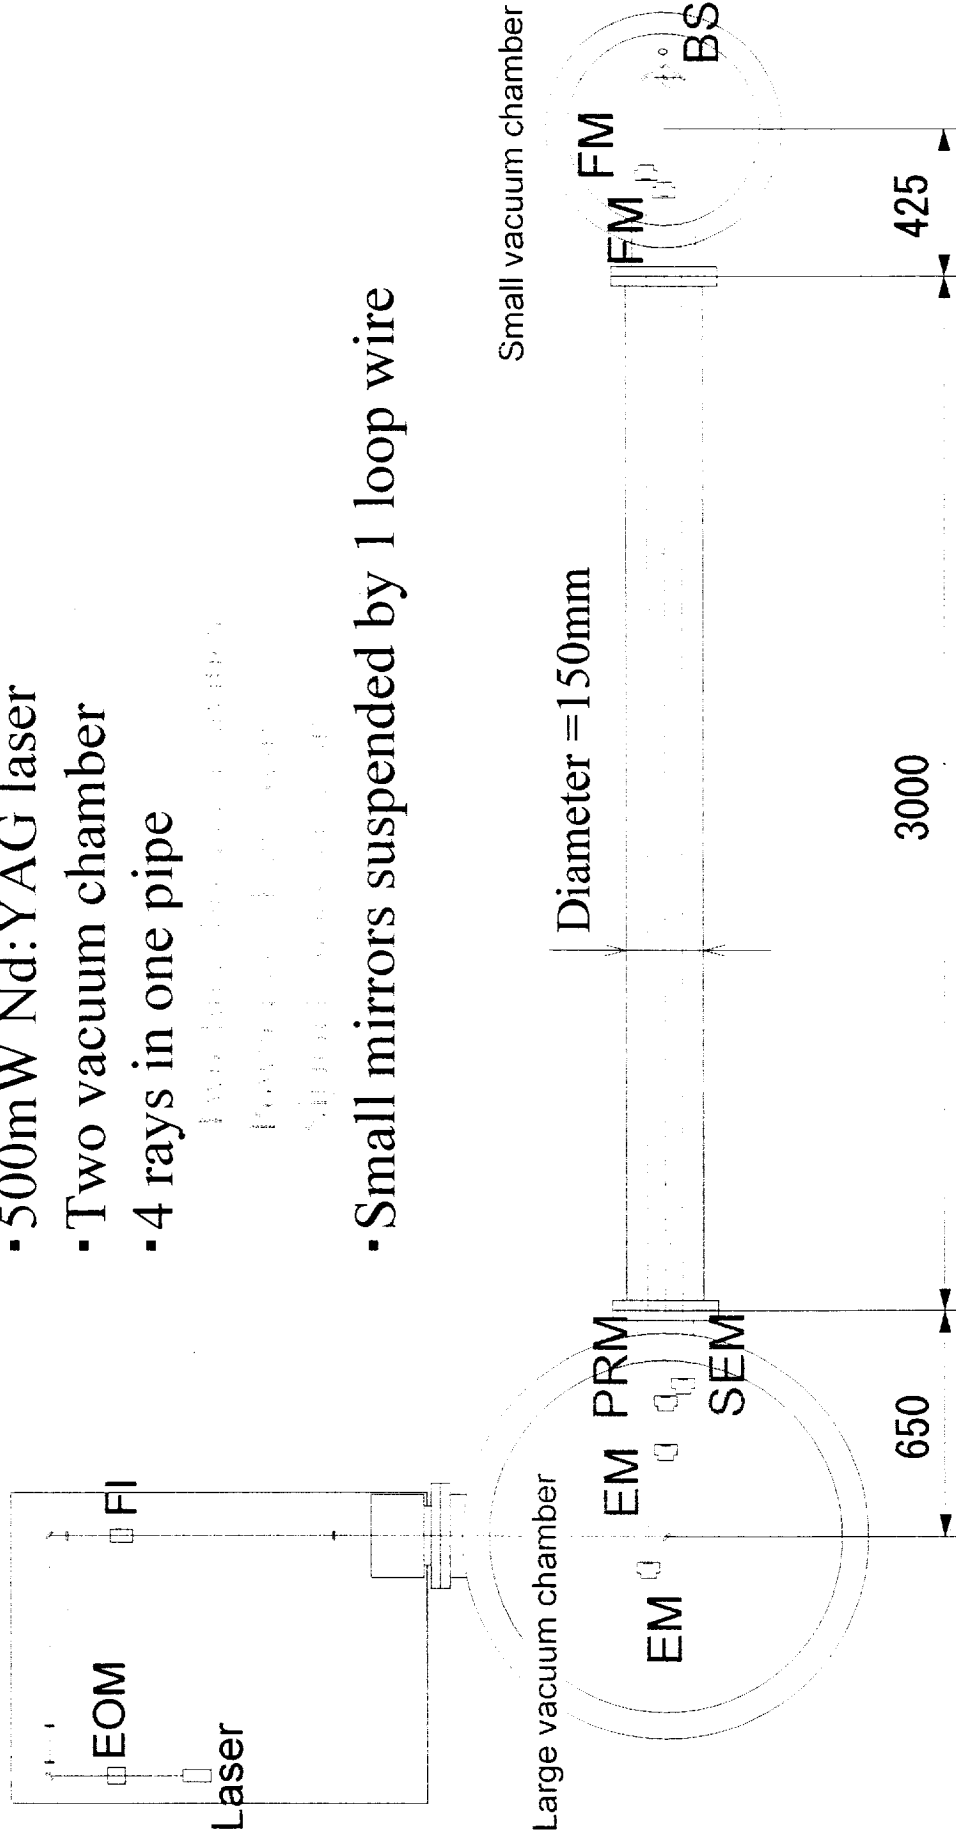 ·500mW Nd:YAG laser
·Two vacuum chamber
·4 rays in one pipe
·Small mirrors suspended by 1 loop wire
EOM
FI
Laser
Large vacuum chamber
Small vacuum chamber
EM
EM
PRM
SEM
Diameter =150mm
FM
FM
BS
650
3000
425